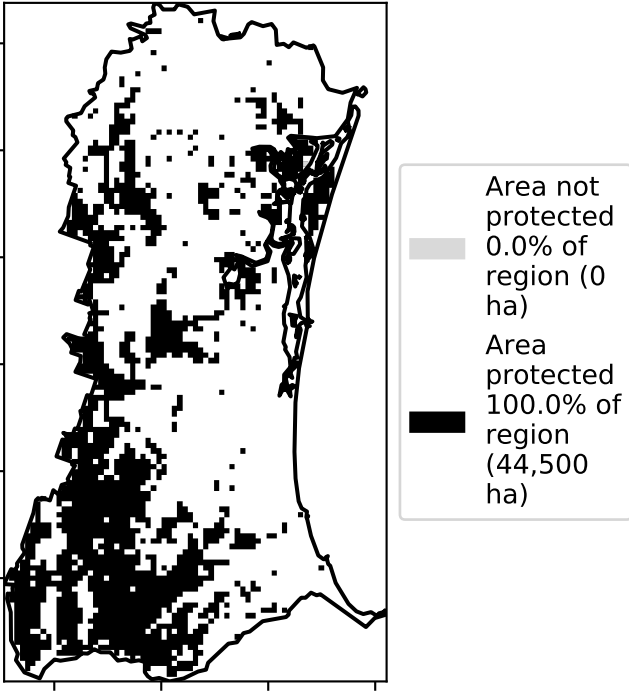 Area not
protected
0.0% of
region (0
ha)
Area
protected
100.0% of
region
(44,500
ha)